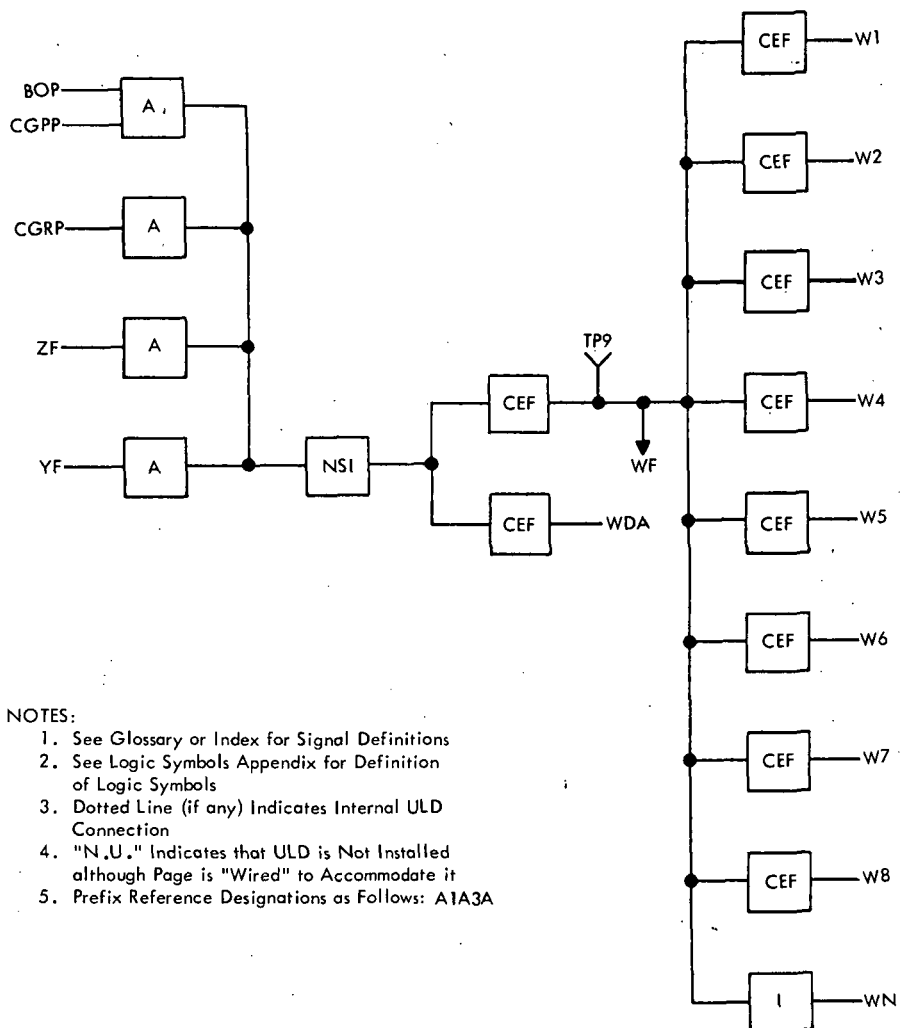 BOP
CGPP
A
CGRP
A
ZF
A
YF
A
NSI
CEF
CEF
WDA
TP9
WF
CEF
W1
CEF
W2
CEF
W3
CEF
W4
CEF
W5
CEF
W6
CEF
W7
CEF
W8
I
WN
NOTES:
1. See Glossary or Index for Signal Definitions
2. See Logic Symbols Appendix for Definition
of Logic Symbols
3. Dotted Line (if any) Indicates Internal ULD
Connection
4. "N.U." Indicates that ULD is Not Installed
although Page is "Wired" to Accommodate it
5. Prefix Reference Designations as Follows: A1A3A